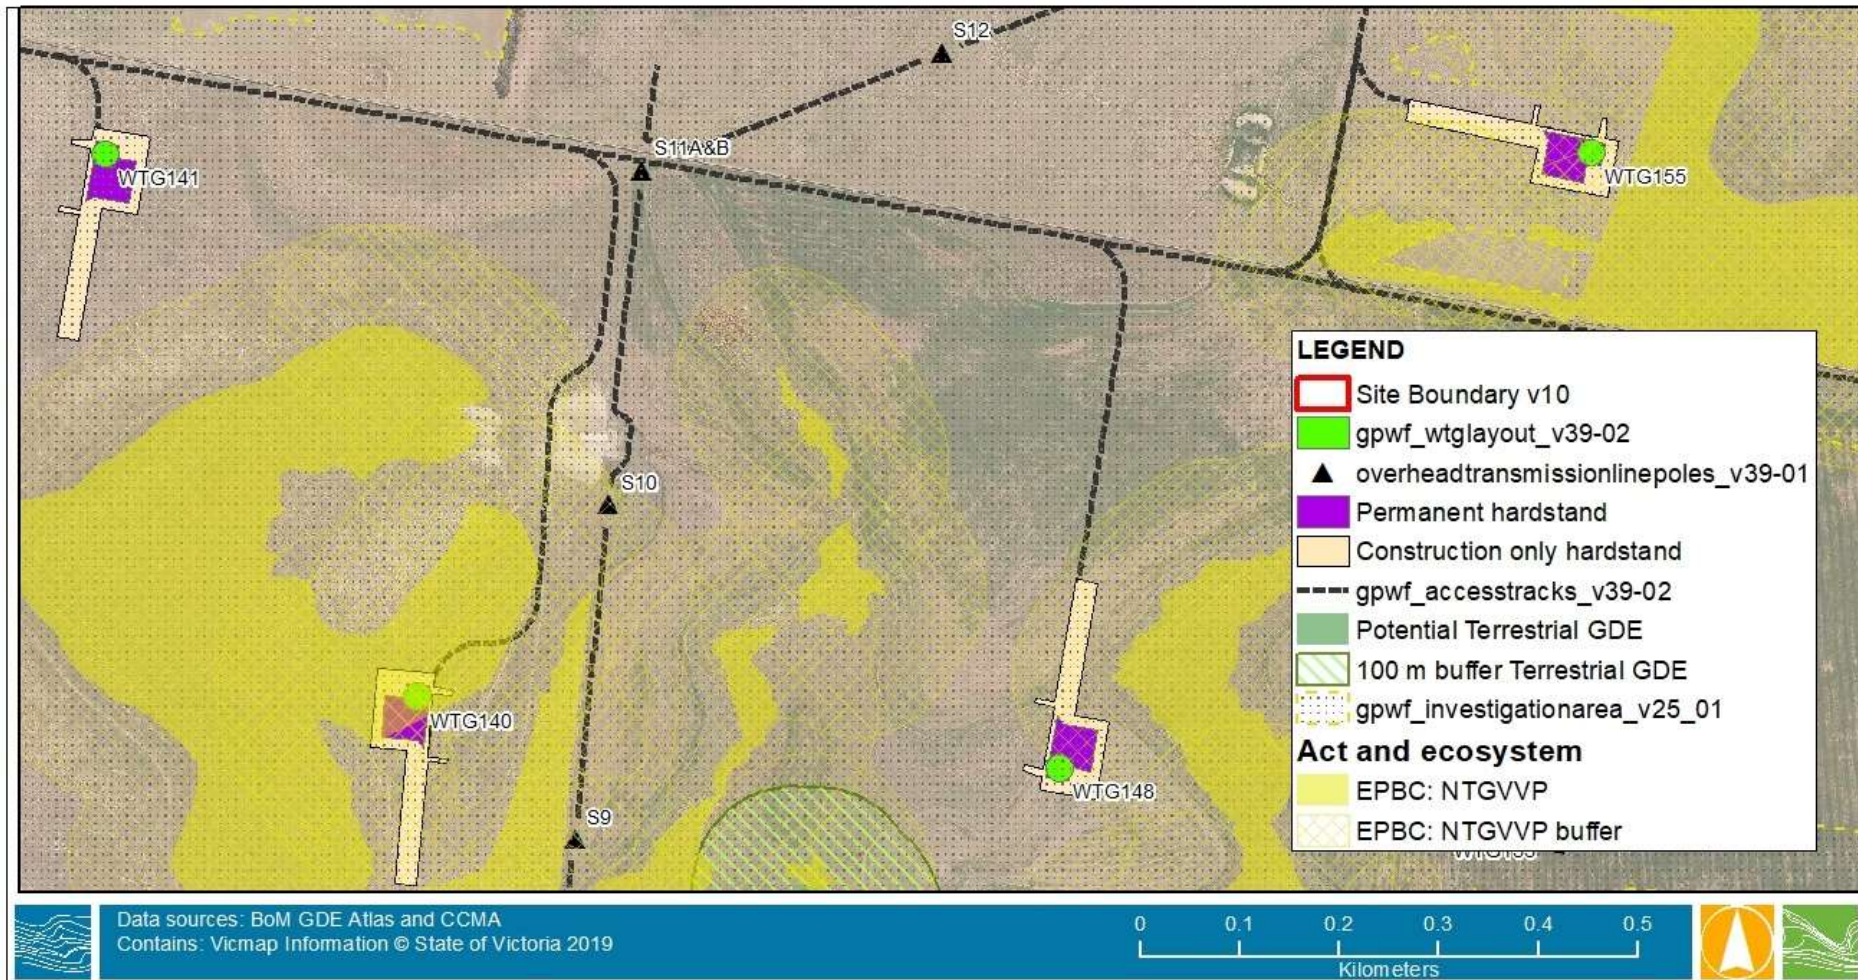 S12
S11A&B
WTG141
WTG155
S10
WTG140
WTG148
S9
LEGEND
Site Boundary v10
gpwf_wtglayout_v39-02
overheadtransmissionlinepoles_v39-01
Permanent hardstand
Construction only hardstand
gpwf_accesstracks_v39-02
Potential Terrestrial GDE
100 m buffer Terrestrial GDE
gpwf_investigationarea_v25_01
Act and ecosystem
EPBC: NTGVVP
EPBC: NTGVVP buffer
Data sources: BoM GDE Atlas and CCMA
Contains: Vicmap Information © State of Victoria 2019
0 0.1 0.2 0.3 0.4 0.5
Kilometers